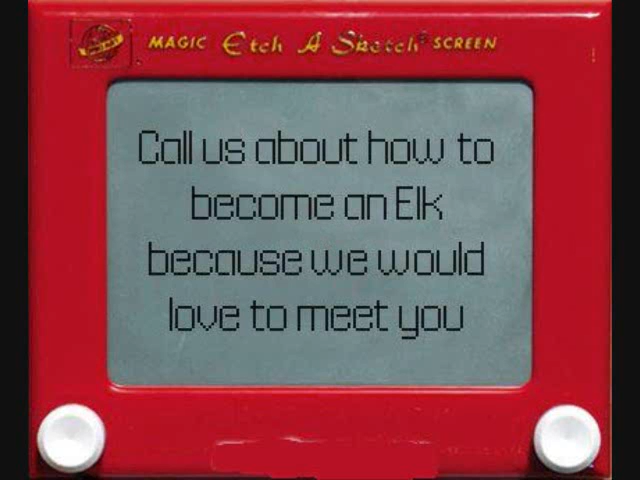 MAGIC Etch A Sketch® SCREEN
Call us about how to
become an Elk
because we would
love to meet you